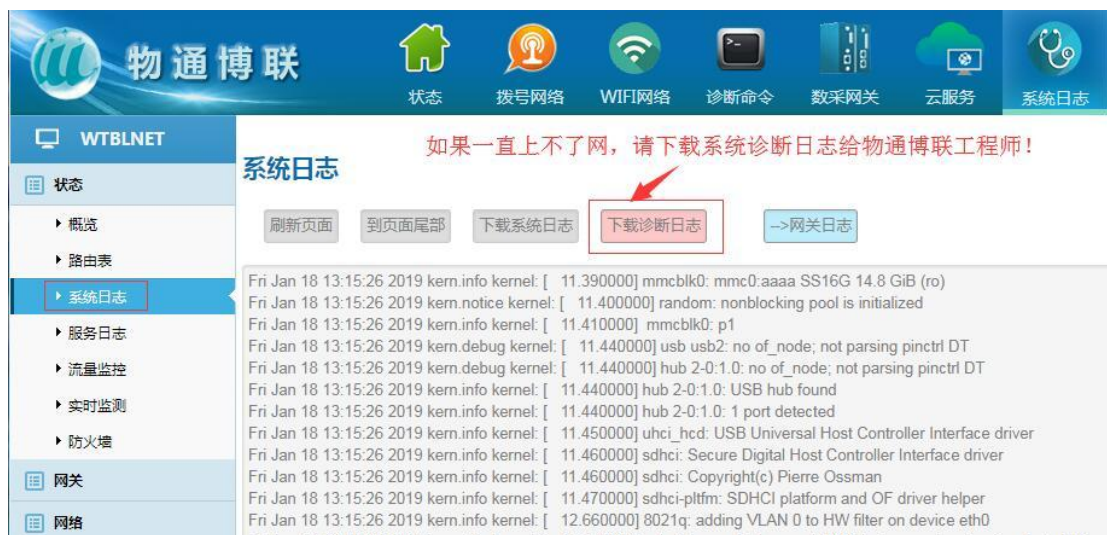 物通博联
状态 拨号网络 WIFI网络 诊断命令 数采网关 云服务 系统日志
WTBLNET
如果一直上不了网，请下载系统诊断日志给物通博联工程师！
系统日志
状态
刷新页面 到页面尾部 下载系统日志 下载诊断日志 -->网关日志
概览
路由表
系统日志
服务日志
流量监控
实时监测
防火墙
网关
网络
Fri Jan 18 13:15:26 2019 kern.info kernel: [ 11.390000] mmcblk0: mmc0:aaaa SS16G 14.8 GiB (ro)
Fri Jan 18 13:15:26 2019 kern.notice kernel: [ 11.400000] random: nonblocking pool is initialized
Fri Jan 18 13:15:26 2019 kern.info kernel: [ 11.410000] mmcblk0: p1
Fri Jan 18 13:15:26 2019 kern.debug kernel: [ 11.440000] usb usb2: no of_node; not parsing pinctrl DT
Fri Jan 18 13:15:26 2019 kern.debug kernel: [ 11.440000] hub 2-0:1.0: no of_node; not parsing pinctrl DT
Fri Jan 18 13:15:26 2019 kern.info kernel: [ 11.440000] hub 2-0:1.0: USB hub found
Fri Jan 18 13:15:26 2019 kern.info kernel: [ 11.440000] hub 2-0:1.0: 1 port detected
Fri Jan 18 13:15:26 2019 kern.info kernel: [ 11.450000] uhci_hcd: USB Universal Host Controller Interface driver
Fri Jan 18 13:15:26 2019 kern.info kernel: [ 11.460000] sdhci: Secure Digital Host Controller Interface driver
Fri Jan 18 13:15:26 2019 kern.info kernel: [ 11.460000] sdhci: Copyright(c) Pierre Ossman
Fri Jan 18 13:15:26 2019 kern.info kernel: [ 11.470000] sdhci-pltfm: SDHCI platform and OF driver helper
Fri Jan 18 13:15:26 2019 kern.info kernel: [ 12.660000] 8021q: adding VLAN 0 to HW filter on device eth0